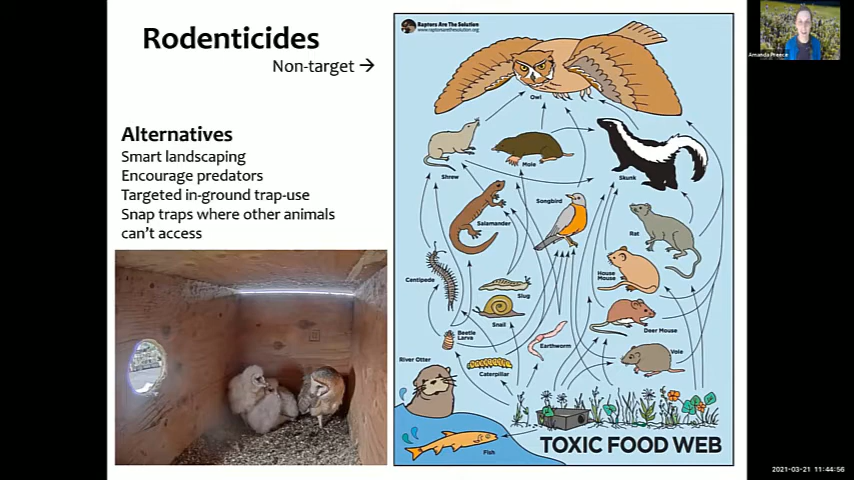 Rodenticides
Non-target →
Alternatives
Smart landscaping
Encourage predators
Targeted in-ground trap-use
Snap traps where other animals
can't access
Raptors Are The Solution
www.raptorsarethesolution.org
Owl
Shrew
Mole
Skunk
Salamander
Songbird
Rat
Centipede
Slug
House
Mouse
Snail
Deer Mouse
Beetle
Larva
Earthworm
Vole
River Otter
Caterpillar
Fish
TOXIC FOOD WEB
Amanda
2021-03-21 11:44:56